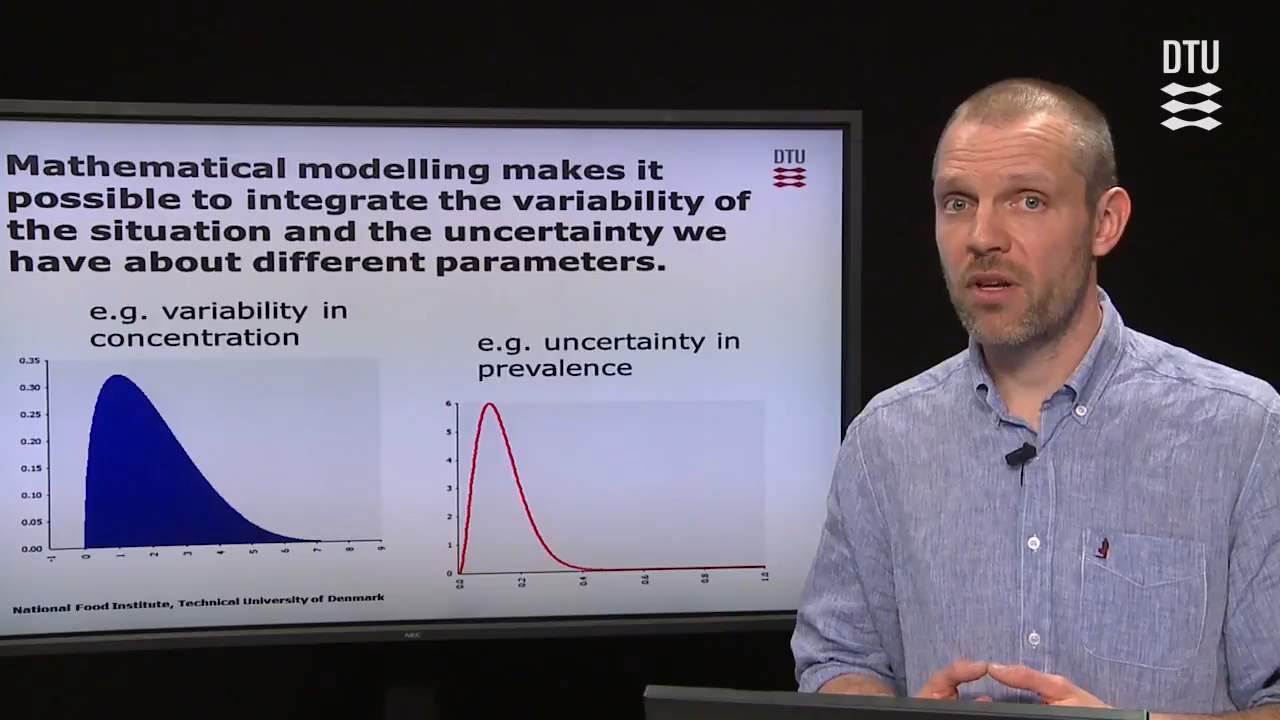 DTU
Mathematical modelling makes it
possible to integrate the variability of
the situation and the uncertainty we
have about different parameters.
DTU
e.g. variability in
concentration
e.g. uncertainty in
prevalence
0.35
0.30
0.25
0.20
0.15
0.10
0.05
0.00
-1 0 1 2 3 4 5 6 7 8 9
6
5
4
3
2
1
0
0.0 0.2 0.4 0.6 0.8 1.0
National Food Institute, Technical University of Denmark
NEC